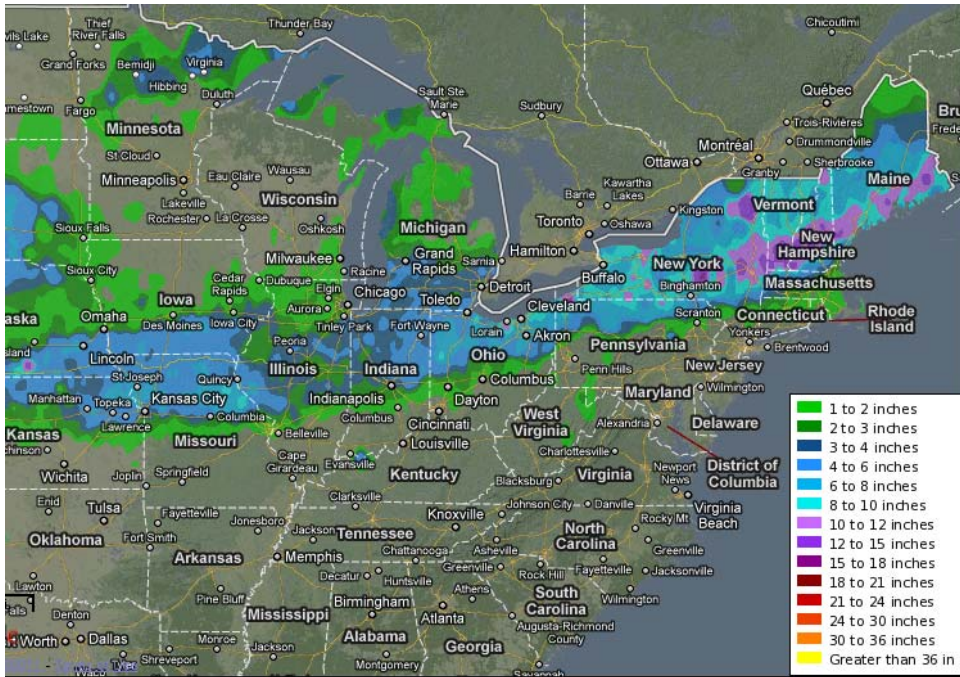 Thief
River Falls
Thunder Bay
Chicoutimi
vils Lake
Grand Forks
Bemidji
Virginia
Hibbing
Québec
Bru
Sault Ste.
Marie
Sudbury
Duluth
Trois-Rivières
Frede
amestown
Fargo
Minnesota
Montréal
Drummondville
St Cloud
Ottawa
Granby
Sherbrooke
Wausau
Maine
Minneapolis
Eau Claire
Kawartha
Lakes
Lakeville
Wisconsin
Barrie
Vermont
Rochester
La Crosse
Toronto
Oshawa
Kingston
Oshkosh
Michigan
Sioux Falls
New
Hampshire
Hamilton
Milwaukee
Grand
Rapids
Sarnia
Sioux City
Racine
Buffalo
New York
Cedar
Rapids
Dubuque
Elgin
Chicago
Detroit
Binghamton
Massachusetts
Iowa
Toledo
Aurora
Cleveland
Scranton
Connecticut
Rhode
Island
aska
Omaha
Des Moines
Iowa City
Tinley Park
Fort Wayne
Lorain
Akron
Yonkers
sland
Peoria
Ohio
Pennsylvania
Brentwood
Lincoln
Illinois
Indiana
Penn Hills
New Jersey
St Joseph
Quincy
Columbus
Wilmington
Manhattan
Kansas City
Indianapolis
Dayton
Maryland
Topeka
Columbus
Lawrence
Columbia
Cincinnati
West
Virginia
Alexandria
Delaware
Kansas
Missouri
Belleville
Louisville
Charlottesville
chinson
Evansville
District of
Columbia
Wichita
Joplin
Springfield
Cape
Girardeau
Kentucky
Virginia
Newport
News
Blacksburg
Enid
Clarksville
Virginia
Beach
Tulsa
Fayetteville
Johnson City
Danville
Jonesboro
Jackson
Tennessee
Knoxville
Rocky Mt
Oklahoma
Fort Smith
North
Carolina
Arkansas
Memphis
Chattanooga
Asheville
Greenville
Decatur
Huntsville
Greenville
Rock Hill
Fayetteville
Jacksonville
Lawton
Pine Bluff
Athens
Falls
Birmingham
South
Carolina
Wilmington
Denton
Mississippi
Atlanta
Augusta-Richmond
County
Worth
Dallas
Monroe
Alabama
Georgia
Tyler
Shreveport
Jackson
Waco
Montgomery
Savannah
1 to 2 inches
2 to 3 inches
3 to 4 inches
4 to 6 inches
6 to 8 inches
8 to 10 inches
10 to 12 inches
12 to 15 inches
15 to 18 inches
18 to 21 inches
21 to 24 inches
24 to 30 inches
30 to 36 inches
Greater than 36 in